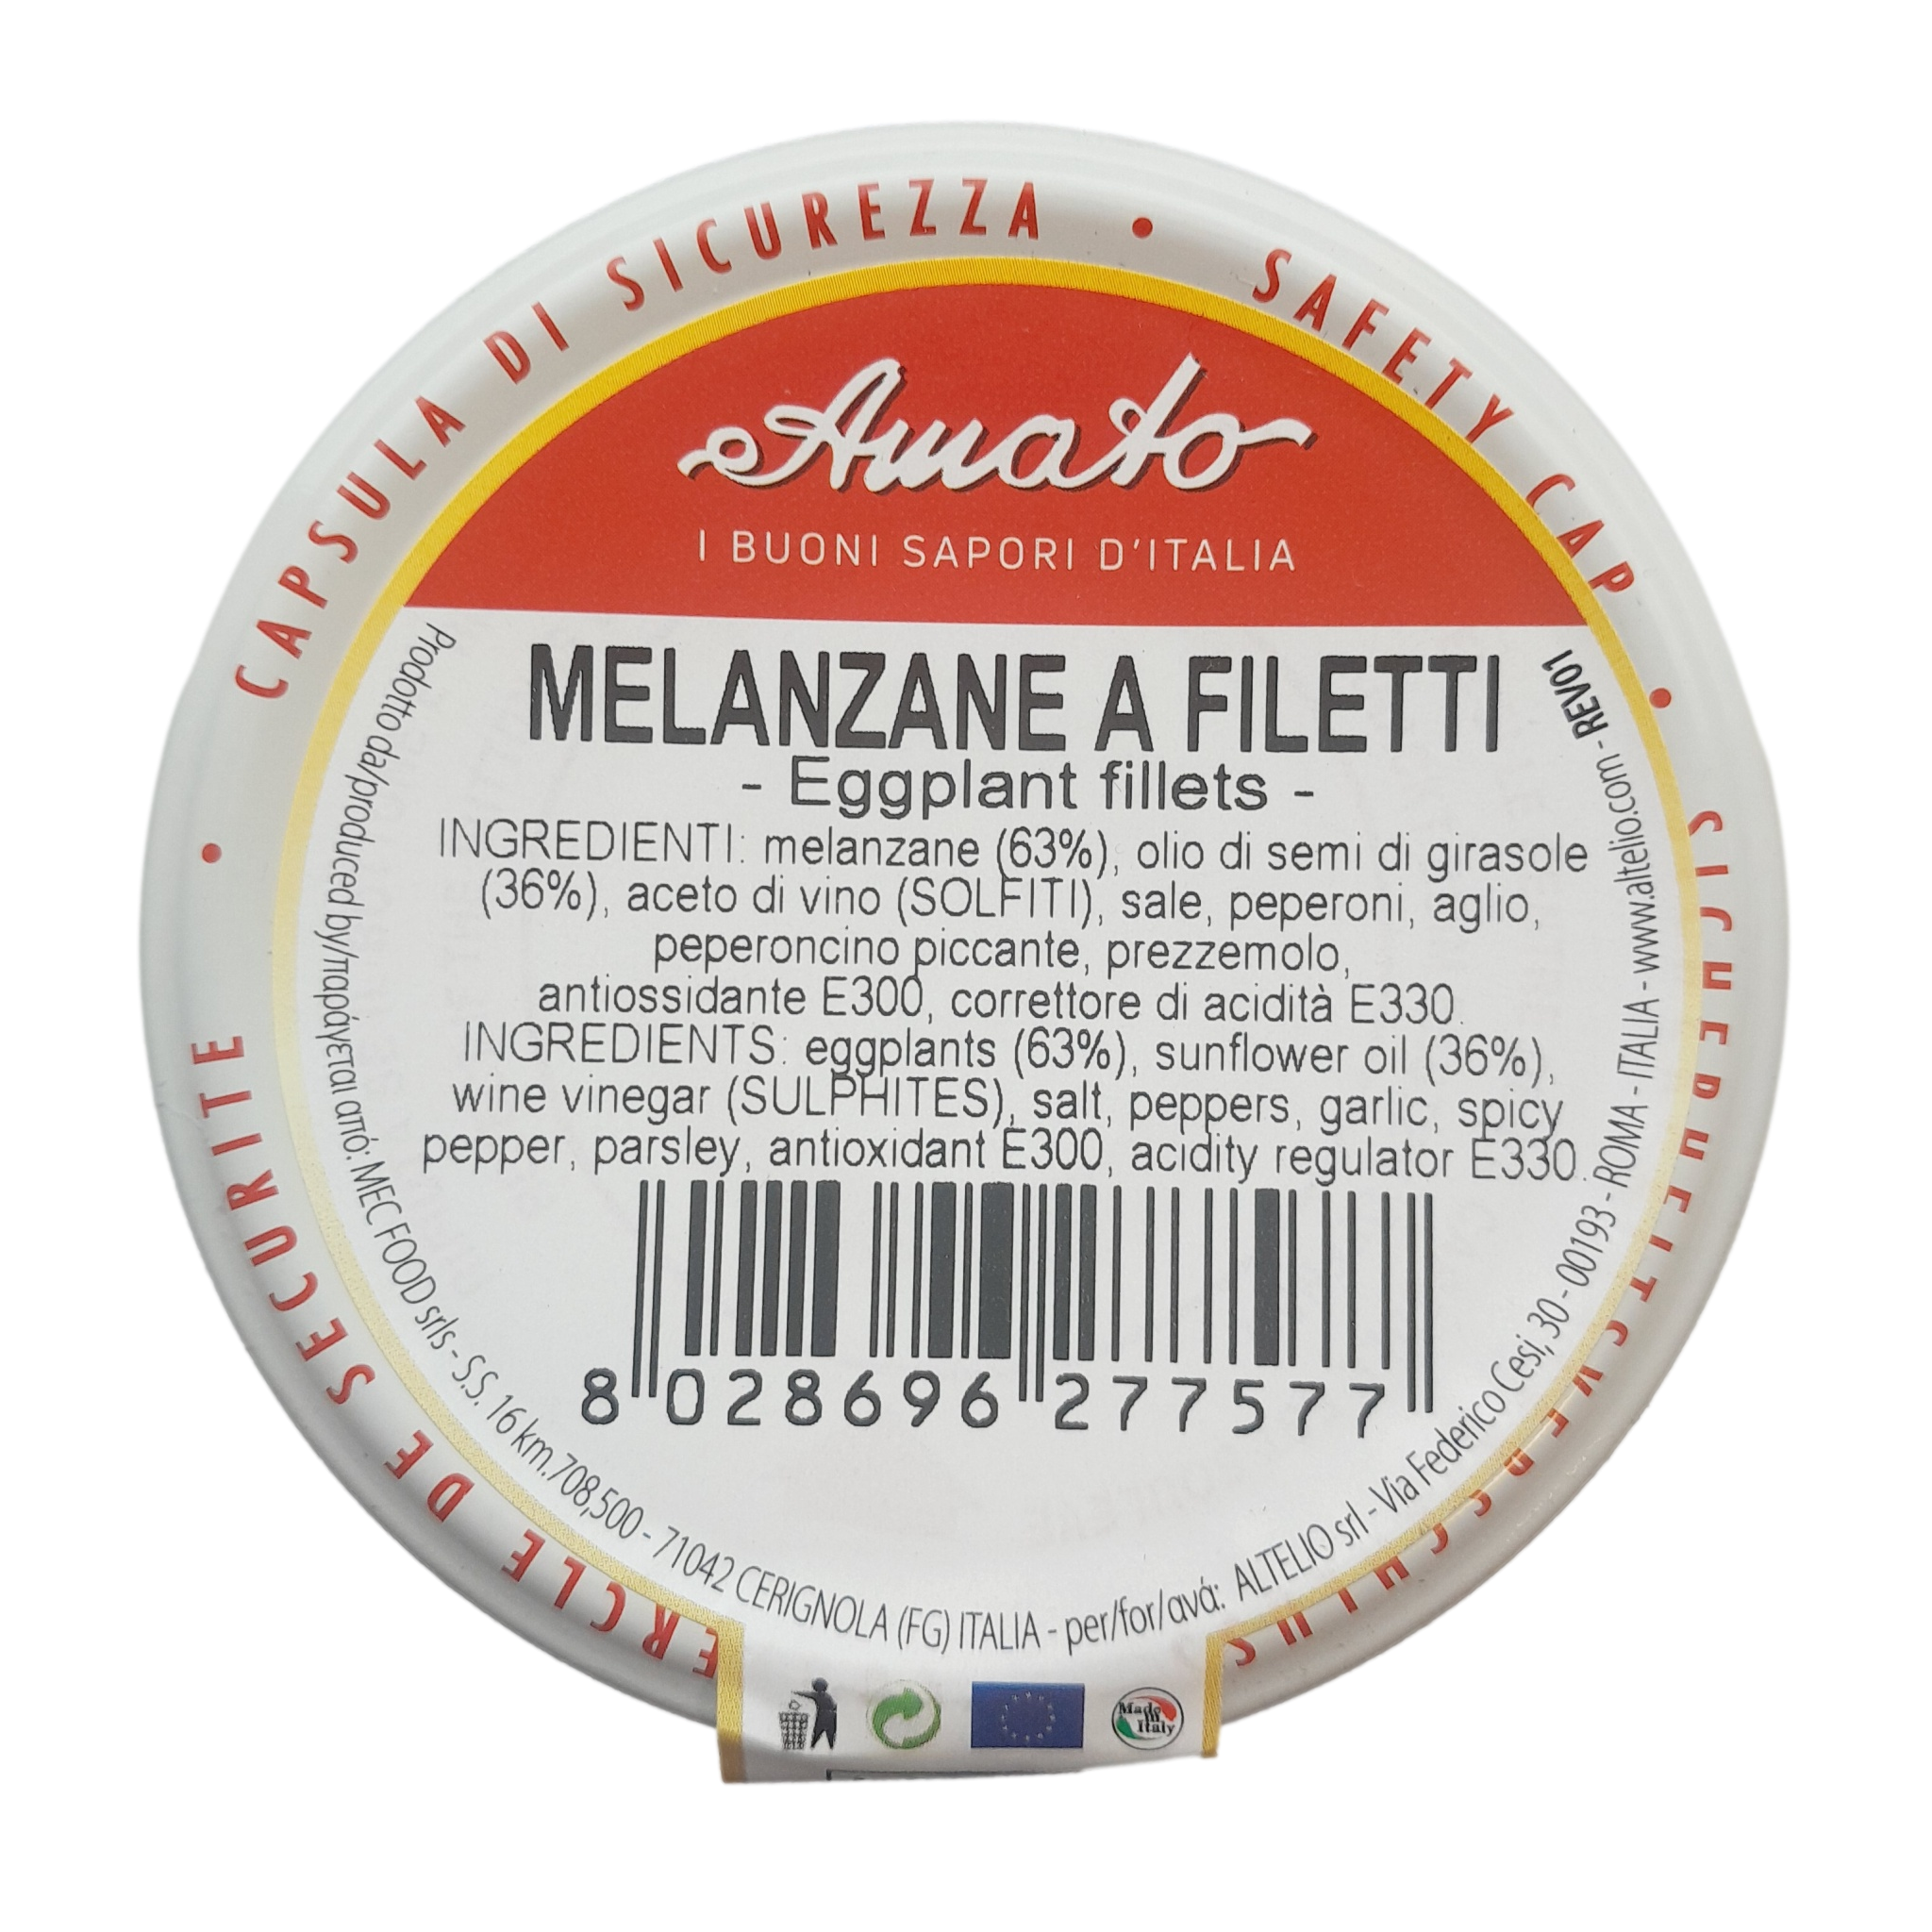 CAPSULA DI SICUREZZA • SAFETY CAP • SICHERHEITSVERSCHLUS
ERCLE DE SECURITE •
Amato
I BUONI SAPORI D'ITALIA
MELANZANE A FILETTI
- Eggplant fillets -
INGREDIENTI: melanzane (63%), olio di semi di girasole
(36%), aceto di vino (SOLFITI), sale, peperoni, aglio,
peperoncino piccante, prezzemolo,
antiossidante E300, correttore di acidità E330.
INGREDIENTS: eggplants (63%), sunflower oil (36%),
wine vinegar (SULPHITES), salt, peppers, garlic, spicy
pepper, parsley, antioxidant E300, acidity regulator E330.
8 028696 277577
Prodotto da/produced by/παράγεται από: MEC FOOD srls - S.S. 16 km.708,500 - 71042 CERIGNOLA (FG) ITALIA - per/for/ανά: ALTELIO srl - Via Federico Cesi, 30 - 00193 - ROMA - ITALIA - www.altelio.com - REV01
Made
in
Italy